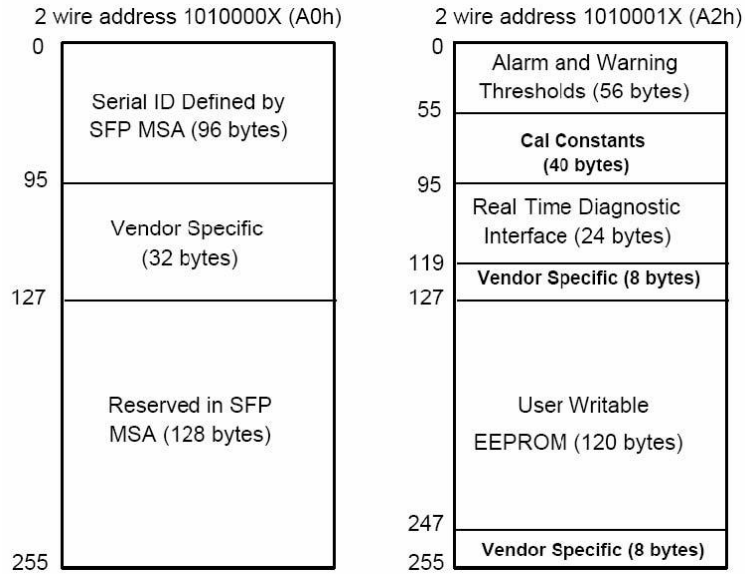 2 wire address 1010000X (A0h)
0
Serial ID Defined by
SFP MSA (96 bytes)
95
Vendor Specific
(32 bytes)
127
Reserved in SFP
MSA (128 bytes)
255
2 wire address 1010001X (A2h)
0
Alarm and Warning
Thresholds (56 bytes)
55
Cal Constants
(40 bytes)
95
Real Time Diagnostic
Interface (24 bytes)
119
Vendor Specific (8 bytes)
127
User Writable
EEPROM (120 bytes)
247
Vendor Specific (8 bytes)
255